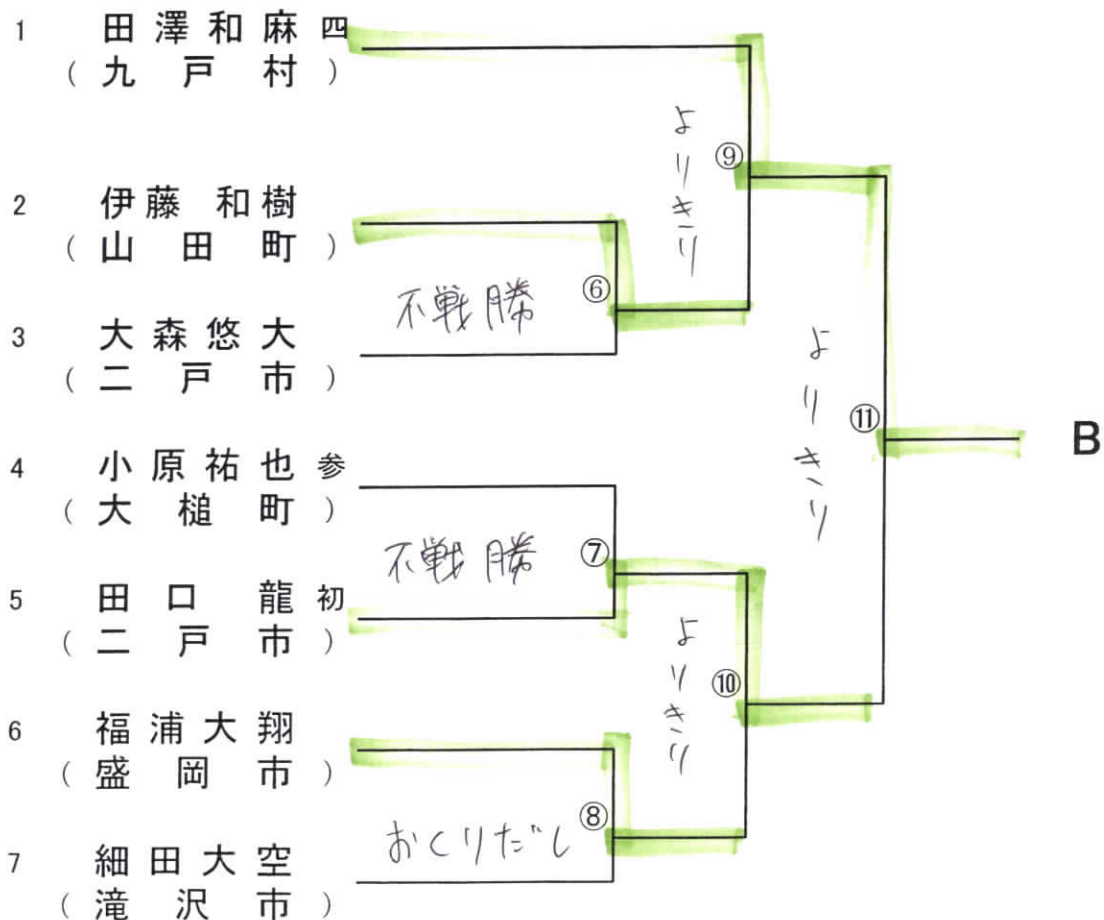 1 田澤和麻 四
(九戸村)
よりきり
⑨
2 伊藤 和樹
(山田町)
⑥
不戦勝
3 大森悠大
(二戸市)
よりきり
⑪
B
4 小原祐也 参
(大槌町)
⑦
不戦勝
5 田口 龍 初
(二戸市)
よりきり
⑩
6 福浦大翔
(盛岡市)
⑧
おくりだし
7 細田大空
(滝沢市)